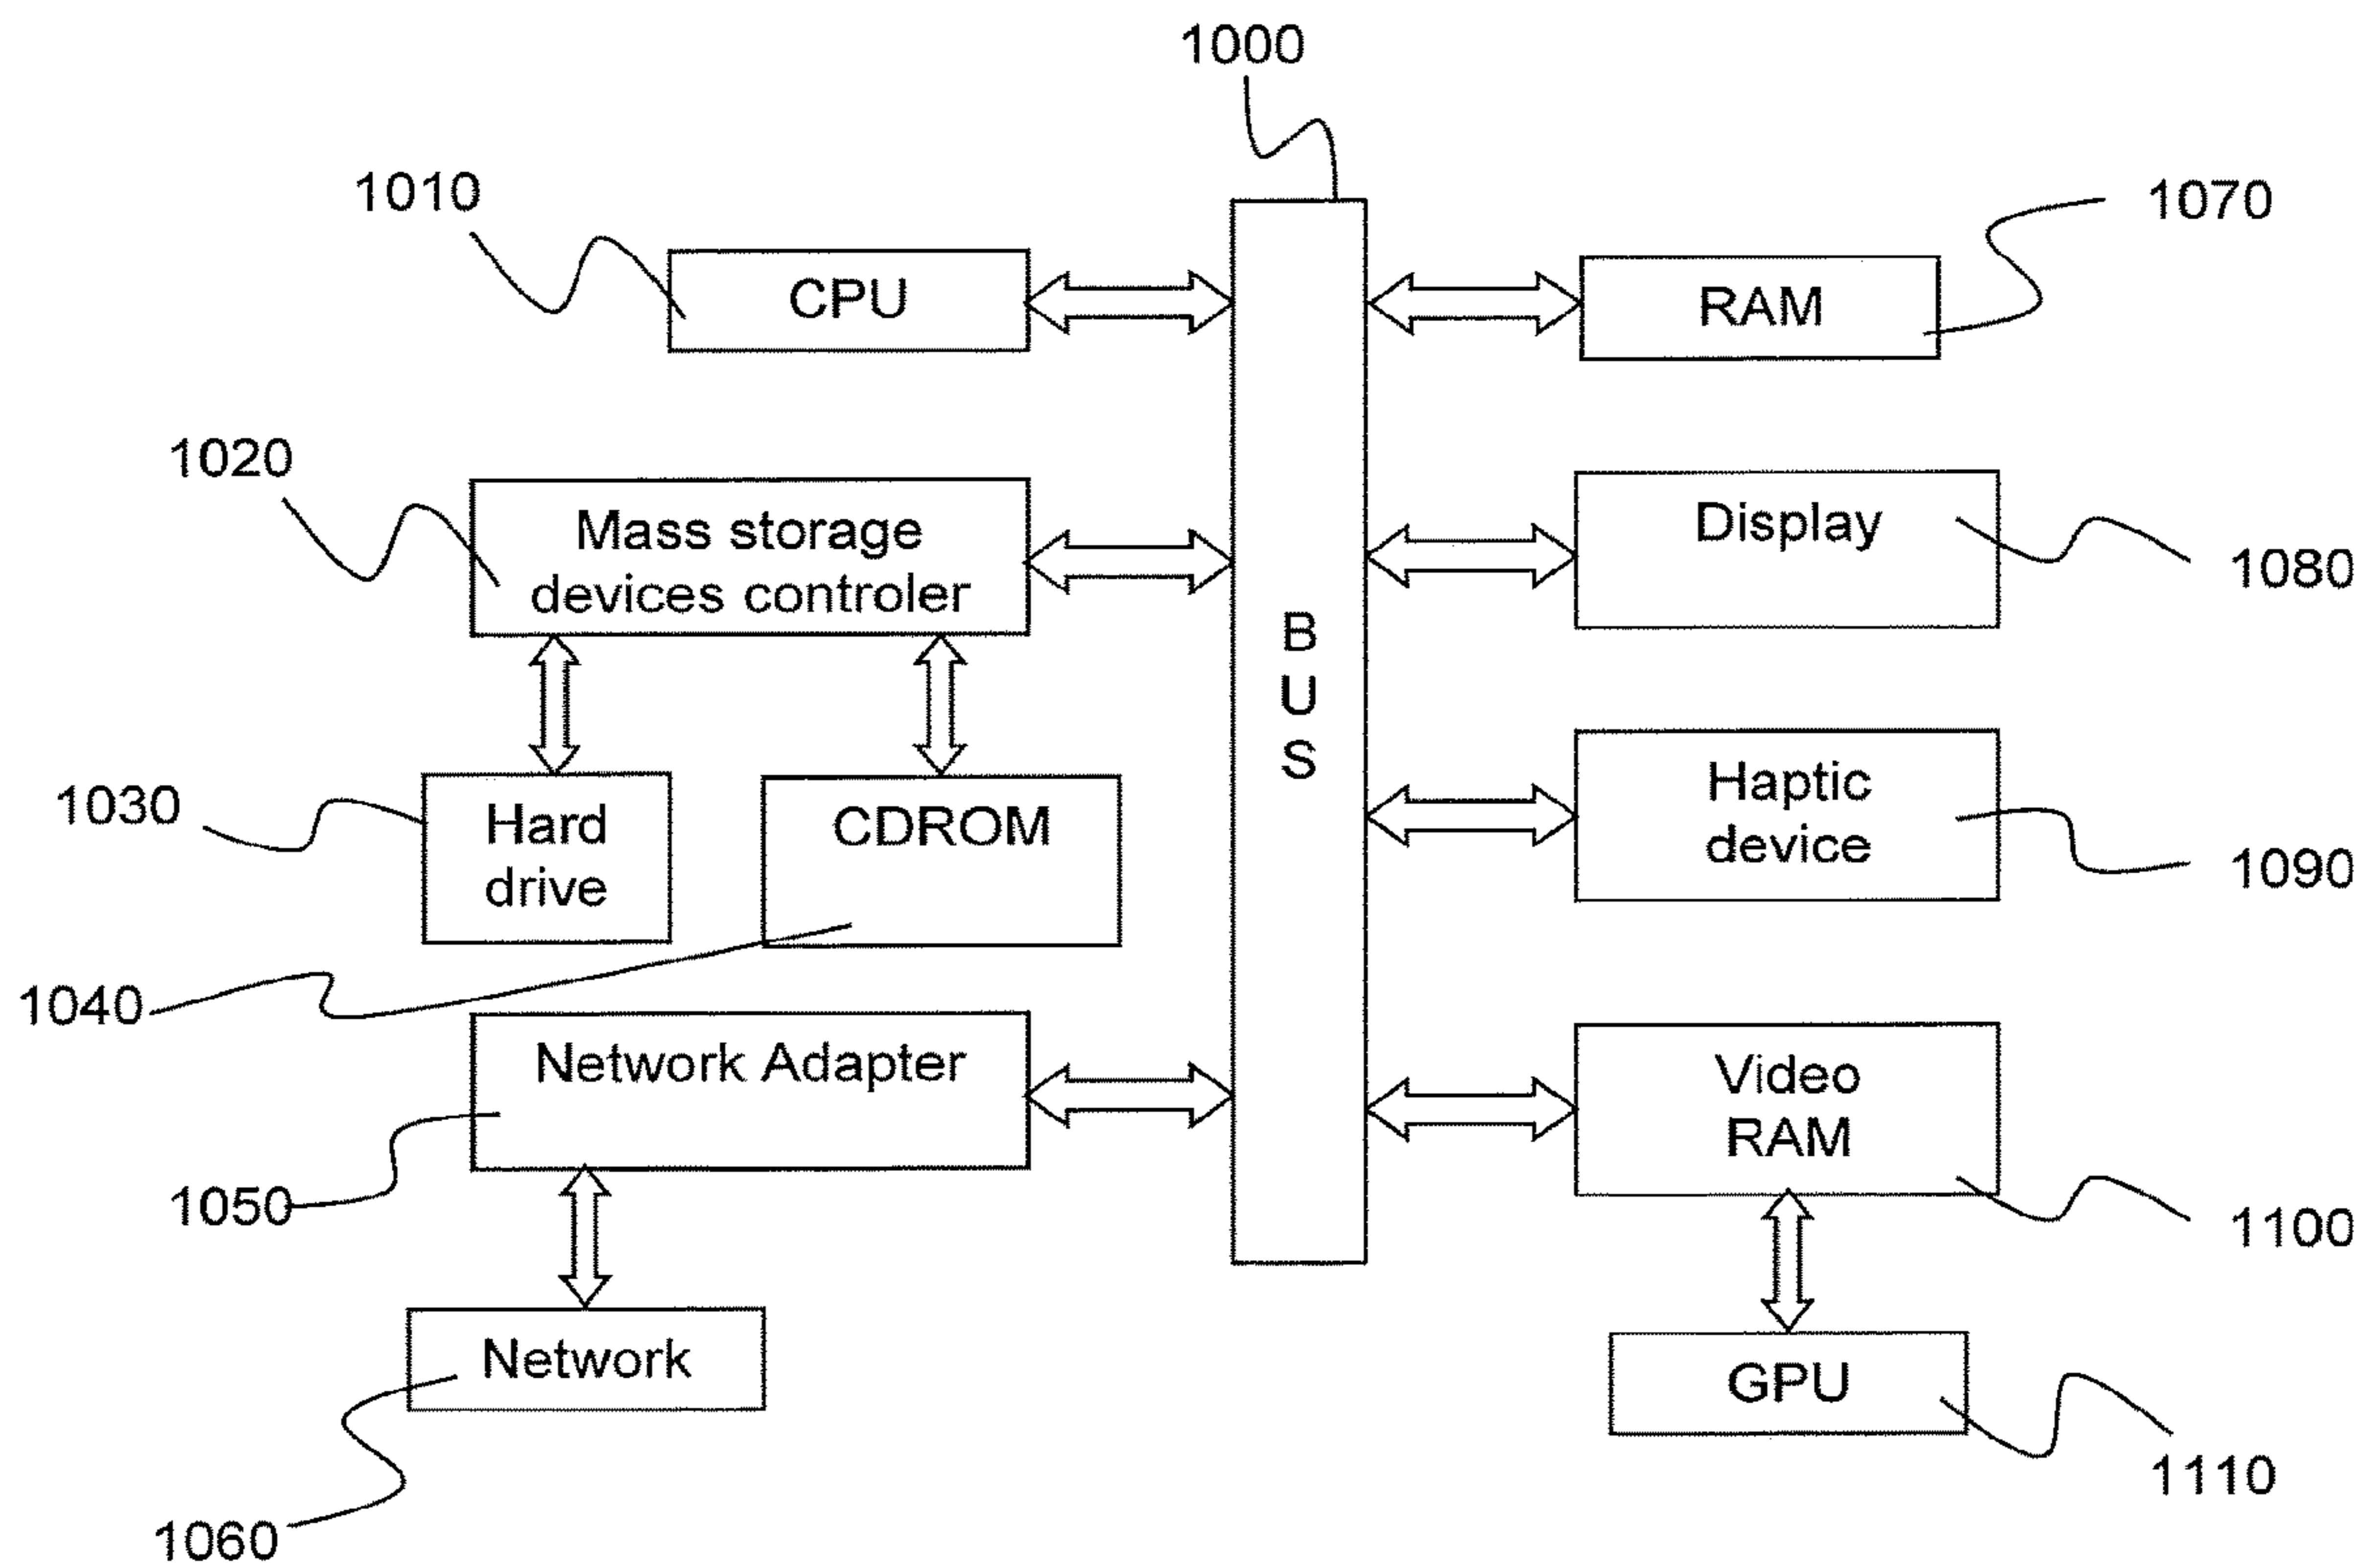 1000
1010
CPU
1070
RAM
1020
Mass storage
devices controler
Display
1080
B
U
S
1030
Hard
drive
CDROM
Haptic
device
1090
1040
Network Adapter
1050
Video
RAM
1100
Network
1060
GPU
1110